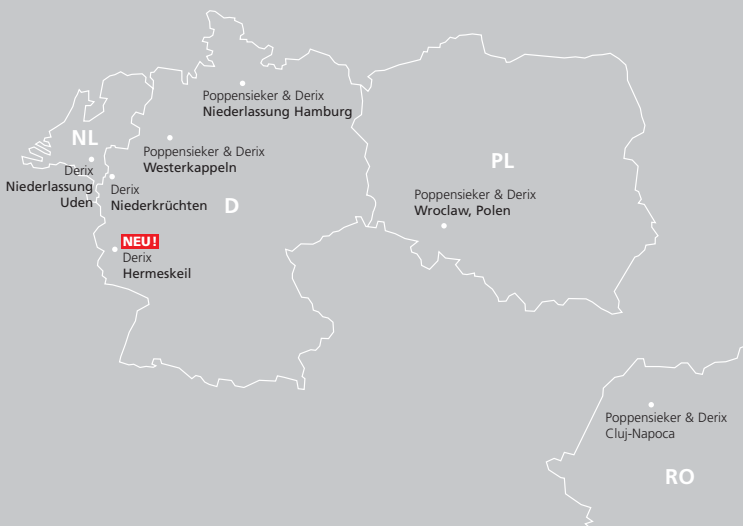 Poppensieker & Derix
Niederlassung Hamburg
NL
Poppensieker & Derix
Westerkappeln
PL
Derix
Niederlassung
Uden
Derix
Niederkrüchten
D
Poppensieker & Derix
Wroclaw, Polen
NEU!
Derix
Hermeskeil
Poppensieker & Derix
Cluj-Napoca
RO